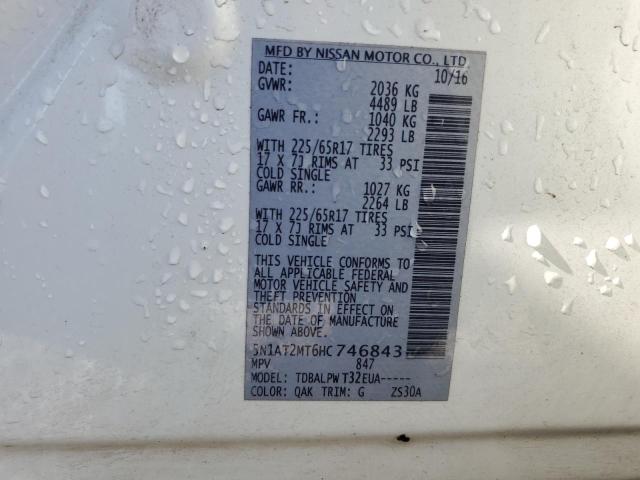 MFD BY NISSAN MOTOR CO., LTD
DATE: 10/16
GVWR: 2036 KG
4489 LB
GAWR FR.: 1040 KG
2293 LB
WITH 225/65R17 TIRES
17 X 7J RIMS AT 33 PSI
COLD SINGLE
GAWR RR.: 1027 KG
2264 LB
WITH 225/65R17 TIRES
17 X 7J RIMS AT 33 PSI
COLD SINGLE
THIS VEHICLE CONFORMS TO
ALL APPLICABLE FEDERAL
MOTOR VEHICLE SAFETY AND
THEFT PREVENTION
STANDARDS IN EFFECT ON
THE DATE OF MANUFACTURE
SHOWN ABOVE.
5N1AT2MT6HC746843
MPV 847
MODEL: TDBALPW T32EUA-----
COLOR: QAK TRIM: G ZS30A